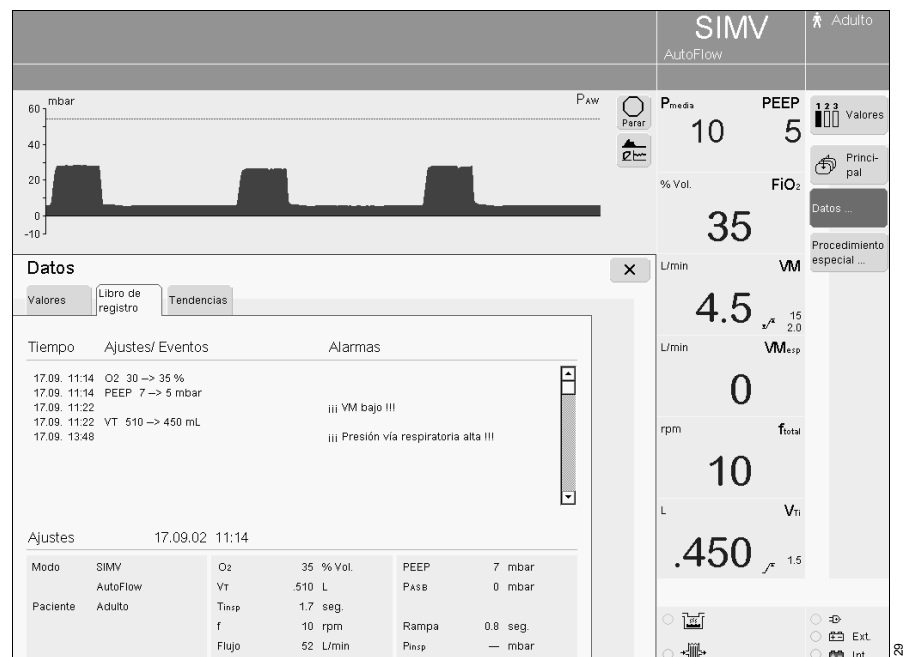 SIMV
AutoFlow
Adulto
mbar
PAW
60
40
20
0
-10
Parar
Pmedia PEEP
10 5
% Vol. FiO2
35
L/min VM
4.5
15
2.0
L/min VMesp
0
rpm ftotal
10
L VTi
.450
1.5
1 2 3
Valores
Princi-
pal
Datos ...
Procedimiento
especial ...
Datos
Valores
Libro de
registro
Tendencias
Tiempo Ajustes/ Eventos Alarmas
17.09. 11:14 O2 30 —> 35 %
17.09. 11:14 PEEP 7 —> 5 mbar
17.09. 11:22 ¡¡¡ VM bajo !!!
17.09. 11:22 VT 510 —> 450 mL
17.09. 13:48 ¡¡¡ Presión vía respiratoria alta !!!
Ajustes 17.09.02 11:14
Modo SIMV O2 35 % Vol. PEEP 7 mbar
AutoFlow VT .510 L PASB 0 mbar
Paciente Adulto Tinsp 1.7 seg.
f 10 rpm Rampa 0.8 seg.
Flujo 52 L/min Pinsp — mbar
Ext.
Int.
29